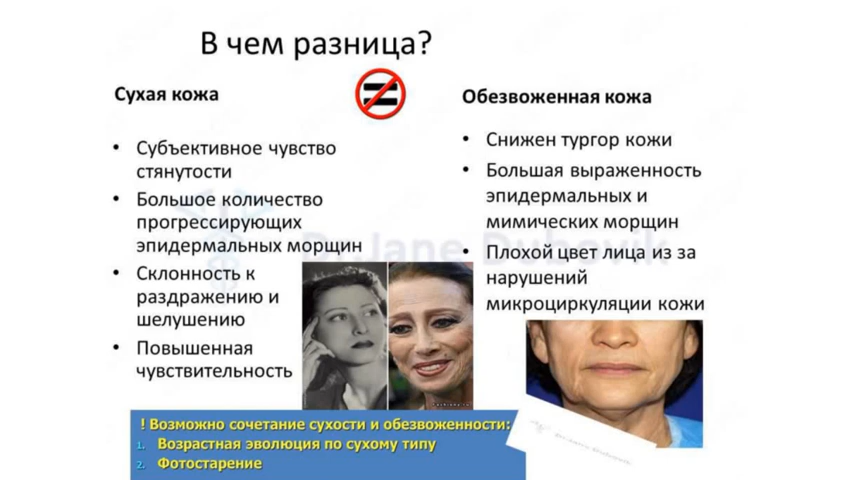 В чем разница?
Сухая кожа
• Субъективное чувство
стянутости
• Большое количество
прогрессирующих
эпидермальных морщин
• Склонность к
раздражению и
шелушению
• Повышенная
чувствительность
Обезвоженная кожа
• Снижен тургор кожи
• Большая выраженность
эпидермальных и
мимических морщин
• Плохой цвет лица из за
нарушений
микроциркуляции кожи
! Возможно сочетание сухости и обезвоженности:
1. Возрастная эволюция по сухому типу
2. Фотостарение